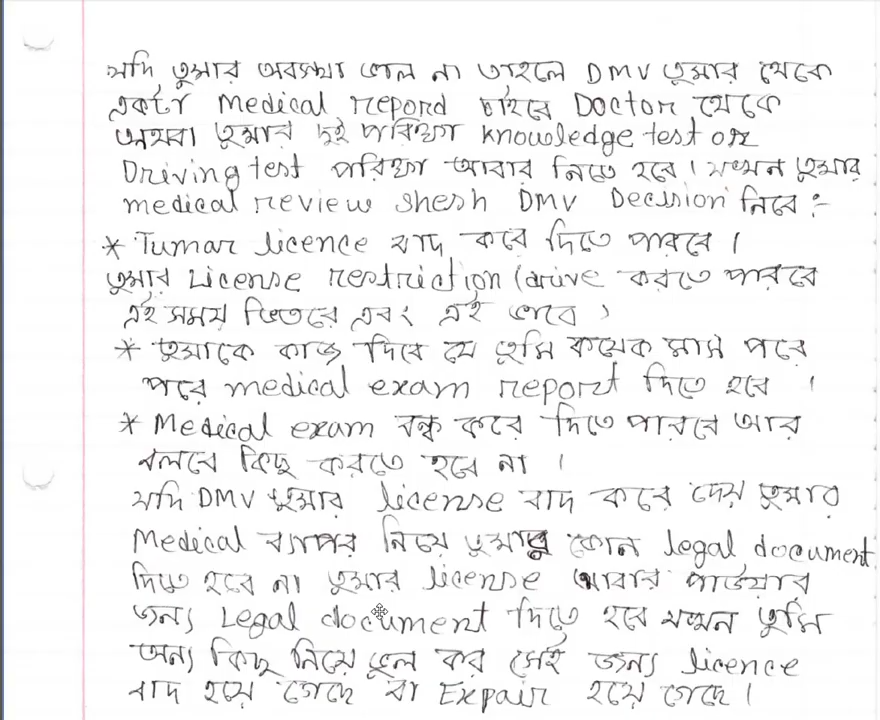 যদি তুমার অবস্থা ভাল না তাহলে DMV তুমার থেকে
একটা Medical repord চাইবে Doctor থেকে
অথবা তুমার দুই পরিক্ষা knowledge test or
Driving test পরিক্ষা আবার নিতে হবে। যখন তুমার
medical review shesh DMV Decision নিবে :-
* Tumar licence বাদ করে দিতে পারবে।
তুমার License restriction (drive করতে পারবে
এই সময় ভিতরে এবং এই ভাবে )
* তুমাকে কাজ দিবে যে তুমি কয়েক মাস পরে
পরে medical exam report দিতে হবে ।
* Medical exam বন্ধ করে দিতে পারবে আর
বলবে কিছু করতে হবে না ।
যদি DMV তুমার license বাদ করে দেয় তুমার
Medical ব্যাপর নিয়ে তুমার কোন legal document
দিতে হবে না তুমার license আবার পাওয়ার
জন্য Legal document দিতে হবে যখন তুমি
অন্য কিছু নিয়ে ভুল কর সেই জন্য licence
বাদ হয়ে গেছে বা Expair হয়ে গেছে।